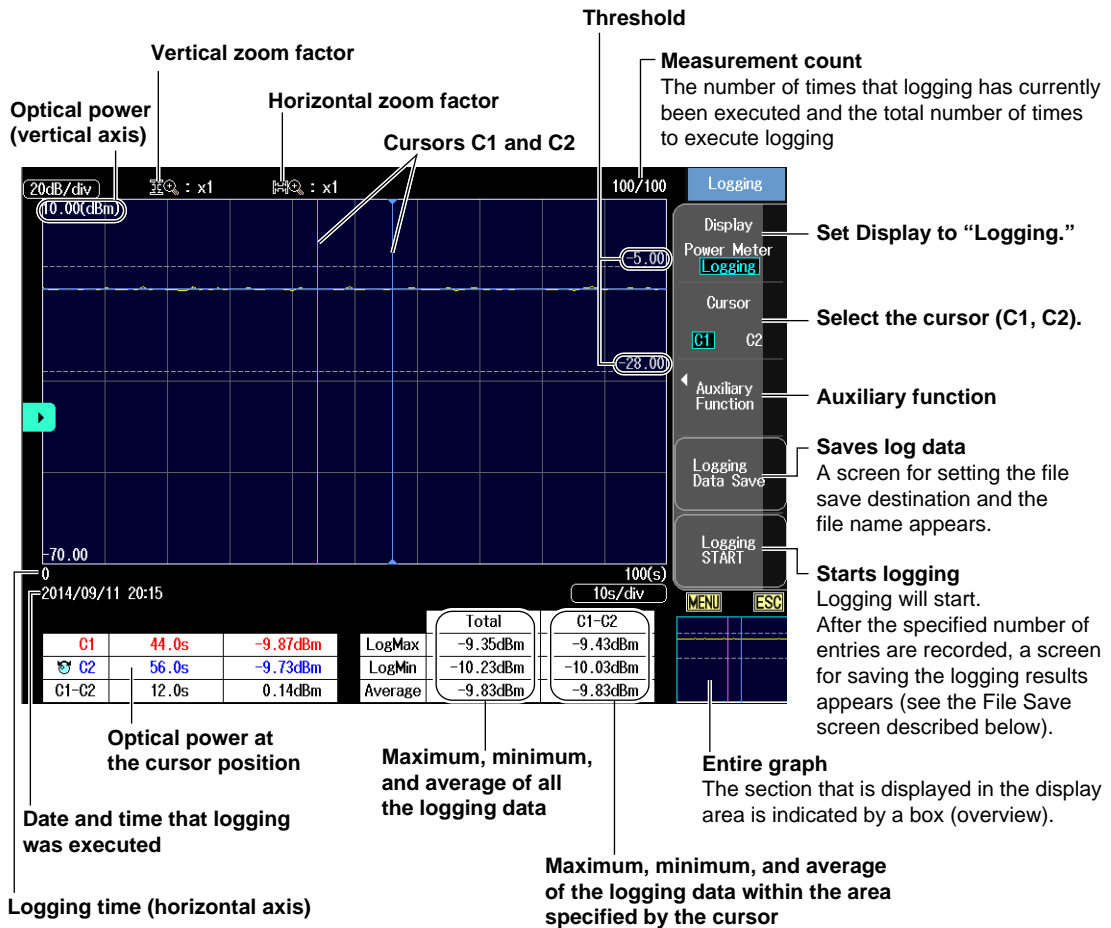 Threshold
Vertical zoom factor
Measurement count
The number of times that logging has currently
been executed and the total number of times
to execute logging
Optical power
(vertical axis)
Horizontal zoom factor
Cursors C1 and C2
20dB/div
: x1
: x1
100/100
Logging
10.00(dBm)
Display
Power Meter
Logging
Set Display to “Logging.”
-5.00
Cursor
C1 C2
Select the cursor (C1, C2).
-28.00
Auxiliary
Function
Auxiliary function
Logging
Data Save
Saves log data
A screen for setting the file
save destination and the
file name appears.
Logging
START
Starts logging
Logging will start.
After the specified number of
entries are recorded, a screen
for saving the logging results
appears (see the File Save
screen described below).
-70.00
0
100(s)
2014/09/11 20:15
10s/div
MENU ESC
C1 44.0s -9.87dBm
C2 56.0s -9.73dBm
C1-C2 12.0s 0.14dBm
Total C1-C2
LogMax -9.35dBm -9.43dBm
LogMin -10.23dBm -10.03dBm
Average -9.83dBm -9.83dBm
Optical power at
the cursor position
Maximum, minimum,
and average of all
the logging data
Entire graph
The section that is displayed in the display
area is indicated by a box (overview).
Date and time that logging
was executed
Maximum, minimum, and average
of the logging data within the area
specified by the cursor
Logging time (horizontal axis)